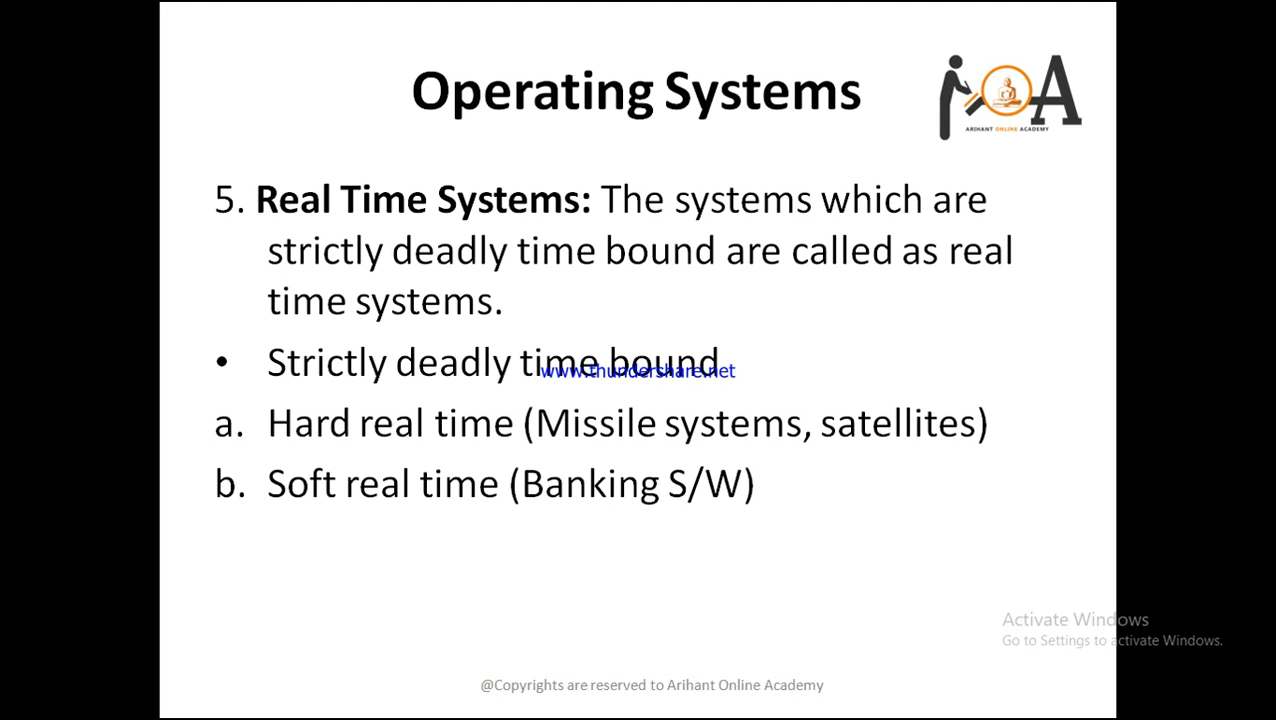 Operating Systems
A
ARIHANT ONLINE ACADEMY
5. Real Time Systems: The systems which are
strictly deadly time bound are called as real
time systems.
• Strictly deadly time bound
www.thundershare.net
a. Hard real time (Missile systems, satellites)
b. Soft real time (Banking S/W)
Activate Windows
Go to Settings to activate Windows.
@Copyrights are reserved to Arihant Online Academy